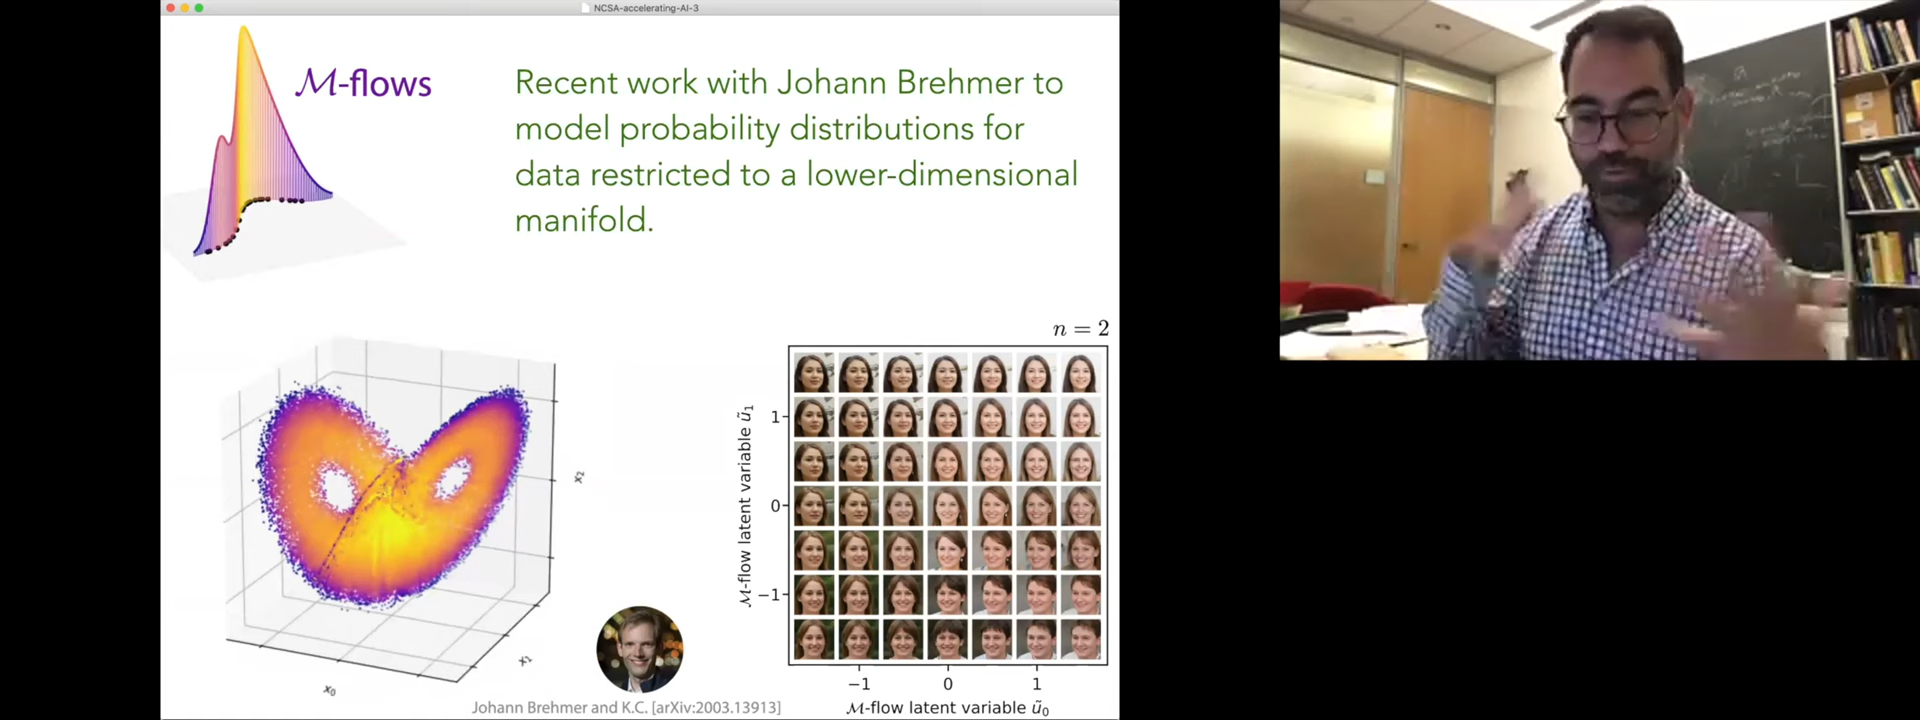 NCSA-accelerating-AI-3
ℳ-flows
Recent work with Johann Brehmer to
model probability distributions for
data restricted to a lower-dimensional
manifold.
x₂
x₁
x₀
n = 2
ℳ-flow latent variable ũ₁
1
0
−1
−1 0 1
ℳ-flow latent variable ũ₀
Johann Brehmer and K.C. [arXiv:2003.13913]